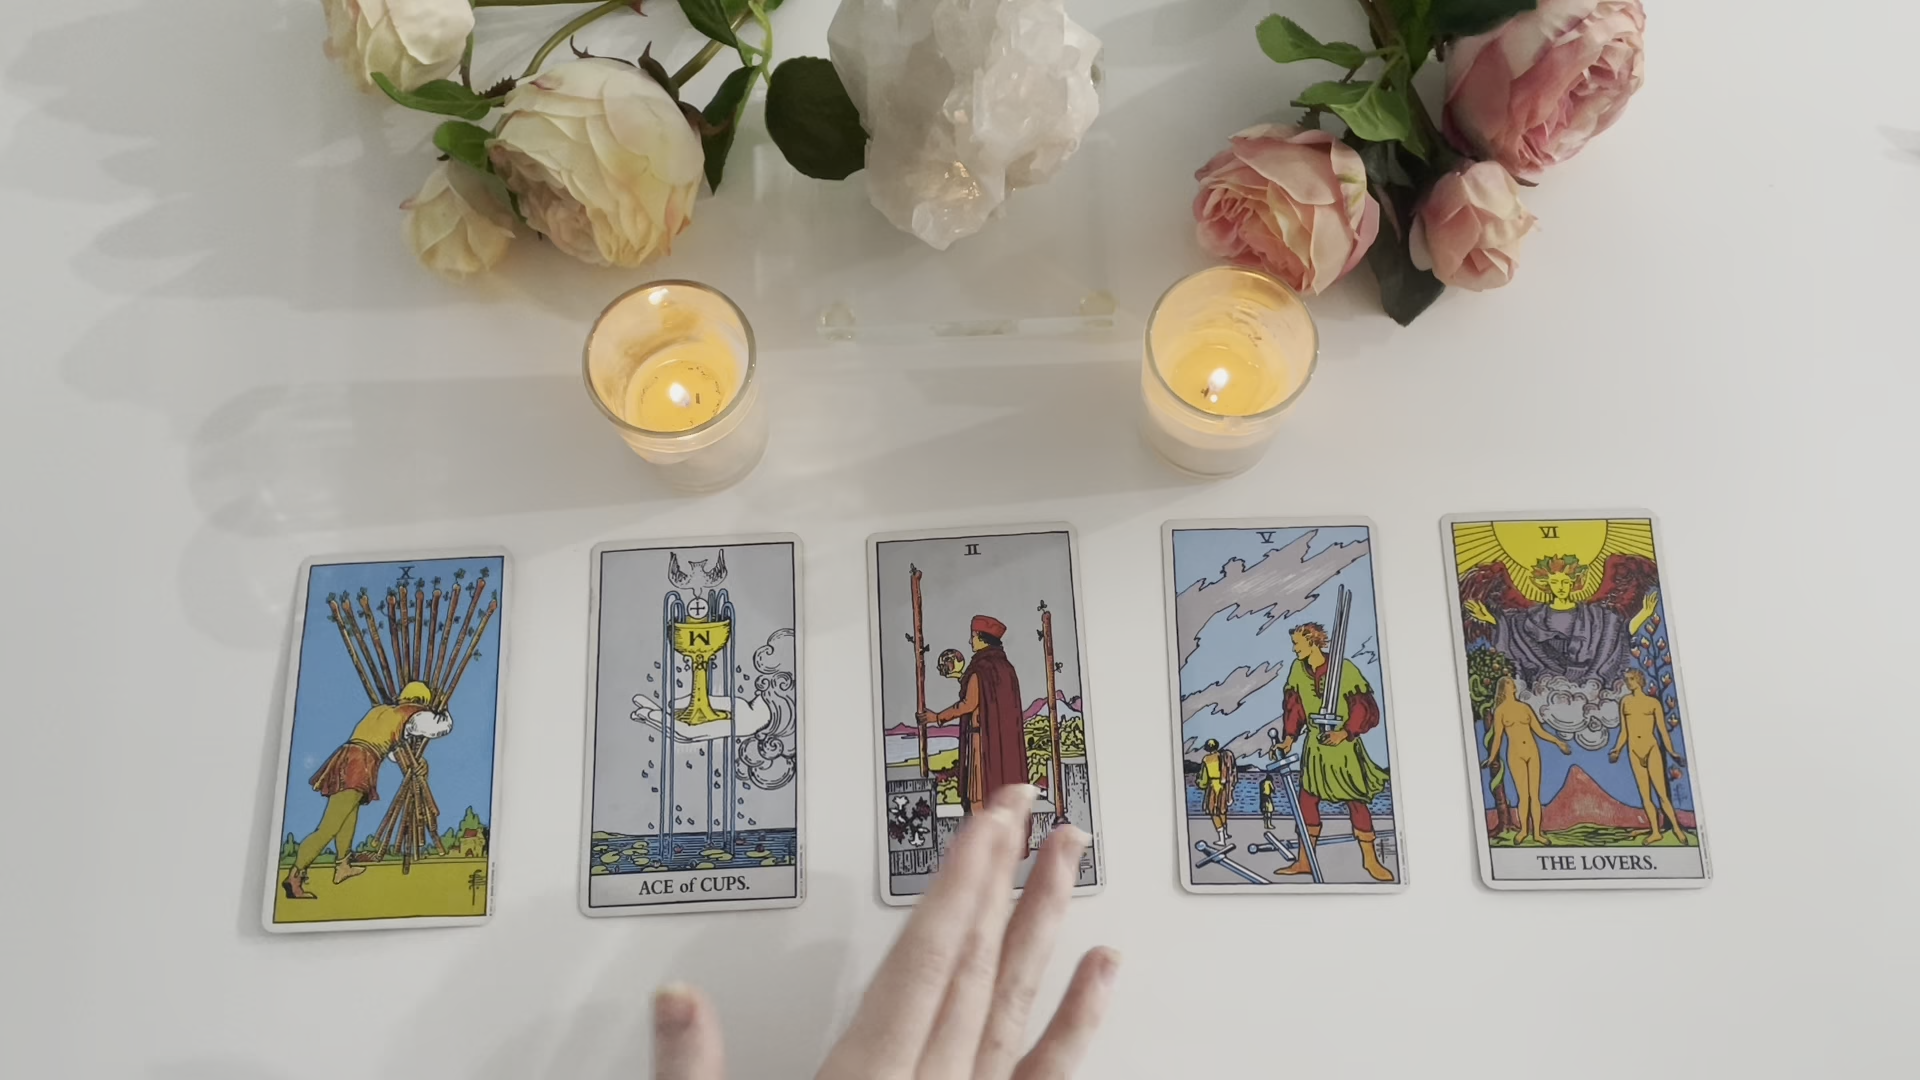 X
ACE of CUPS.
II
V
VI
THE LOVERS.